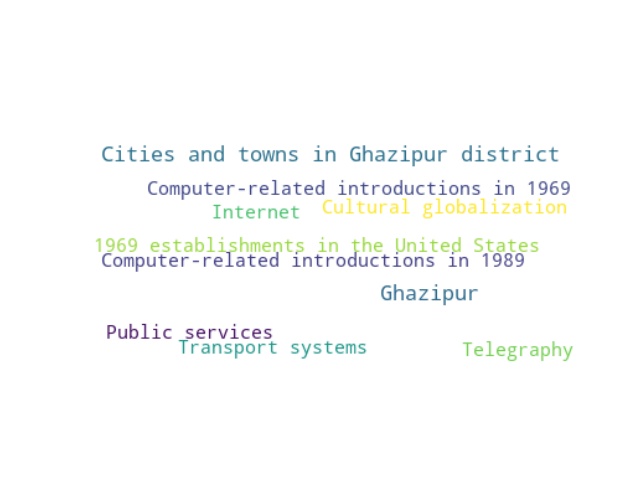 Cities and towns in Ghazipur district
Computer-related introductions in 1969
Cultural globalization
Internet
1969 establishments in the United States
Computer-related introductions in 1989
Ghazipur
Public services
Transport systems
Telegraphy